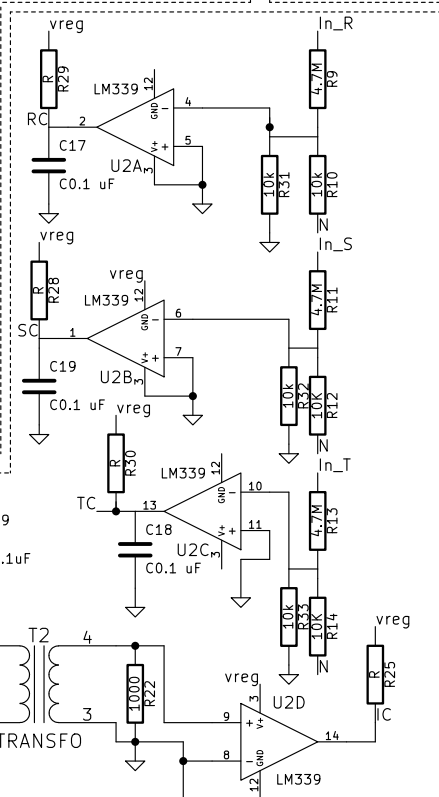 vreg
In_R
R
R29
LM339
12
GND
4
4.7M
R9
RC
2
-
+
5
C17
U2A
V+
3
10k
R31
10k
R10
C0.1 uF
N
vreg
In_S
vreg
R
R28
LM339
12
GND
6
4.7M
R11
SC
1
-
+
7
C19
U2B
V+
3
10k
R32
10K
R12
C0.1 uF
vreg
N
In_T
R
R30
LM339
12
GND
10
4.7M
R13
TC
13
-
+
11
9
C18
U2C
V+
3
.1uF
C0.1 uF
10k
R33
10K
R14
vreg
T2
4
N
1000
R22
vreg
3
U2D
R
R25
3
9
+
V+
IC
TRANSFO
14
8
-
GND
12
LM339